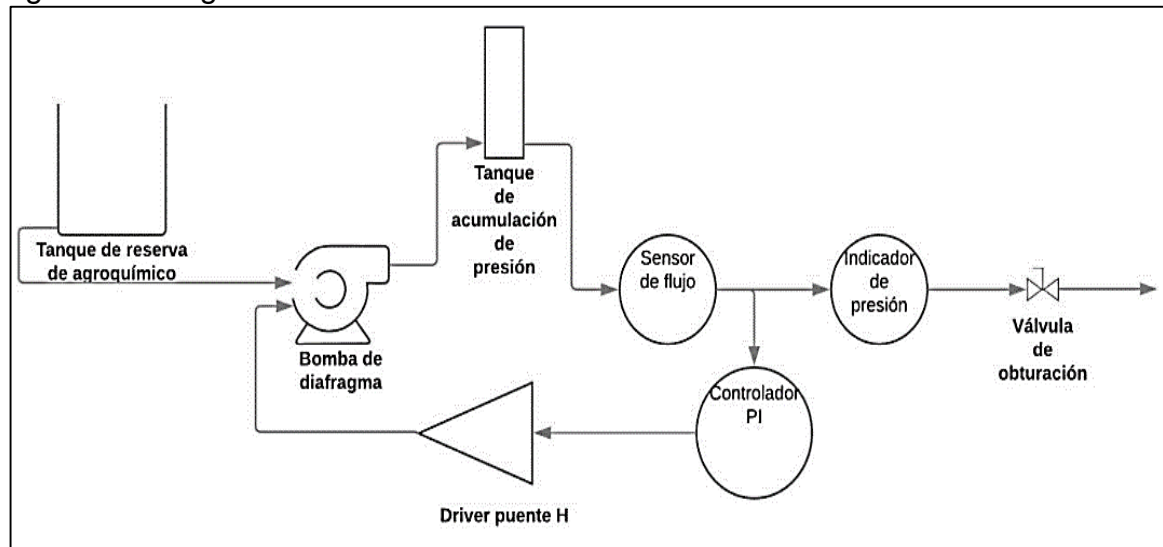 Tanque de reserva
de agroquímico
Bomba de
diafragma
Tanque
de
acumulación
de
presión
Sensor
de flujo
Indicador
de
presión
Válvula
de
obturación
Controlador
PI
Driver puente H